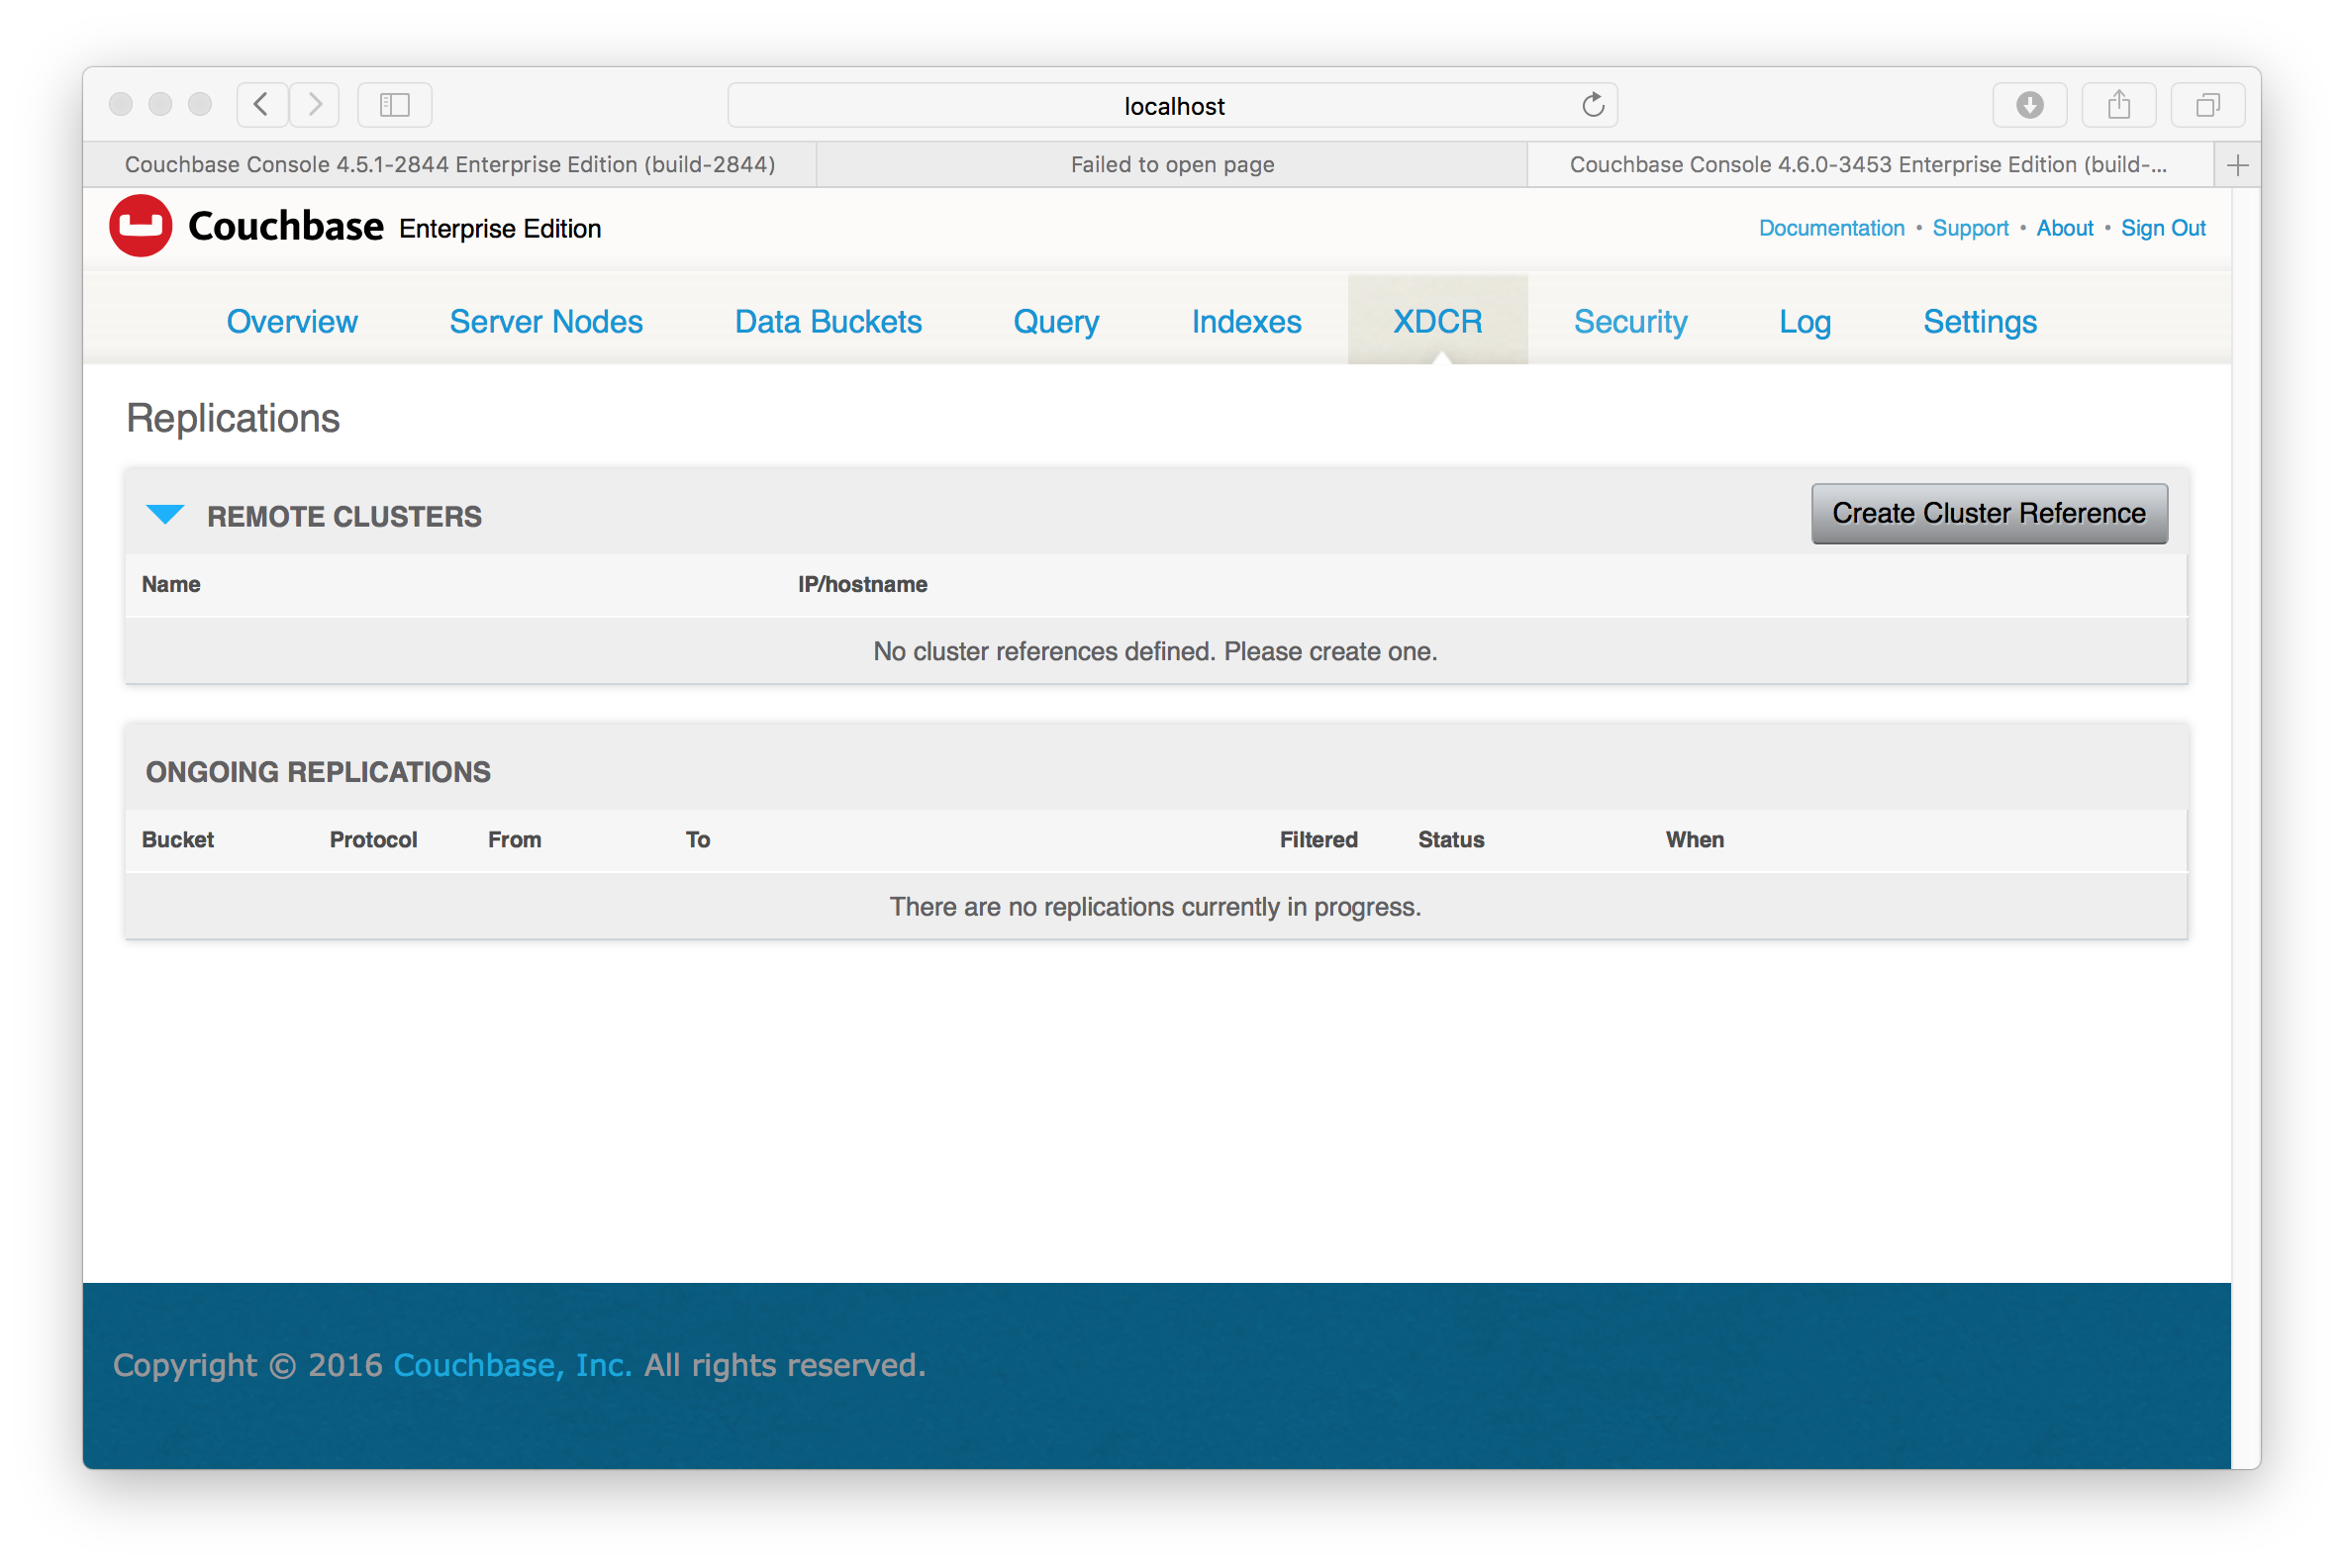 localhost
Couchbase Console 4.5.1-2844 Enterprise Edition (build-2844)
Failed to open page
Couchbase Console 4.6.0-3453 Enterprise Edition (build-...
Couchbase Enterprise Edition
Documentation • Support • About • Sign Out
Overview Server Nodes Data Buckets Query Indexes XDCR Security Log Settings
Replications
REMOTE CLUSTERS
Create Cluster Reference
Name IP/hostname
No cluster references defined. Please create one.
ONGOING REPLICATIONS
Bucket Protocol From To Filtered Status When
There are no replications currently in progress.
Copyright © 2016 Couchbase, Inc. All rights reserved.